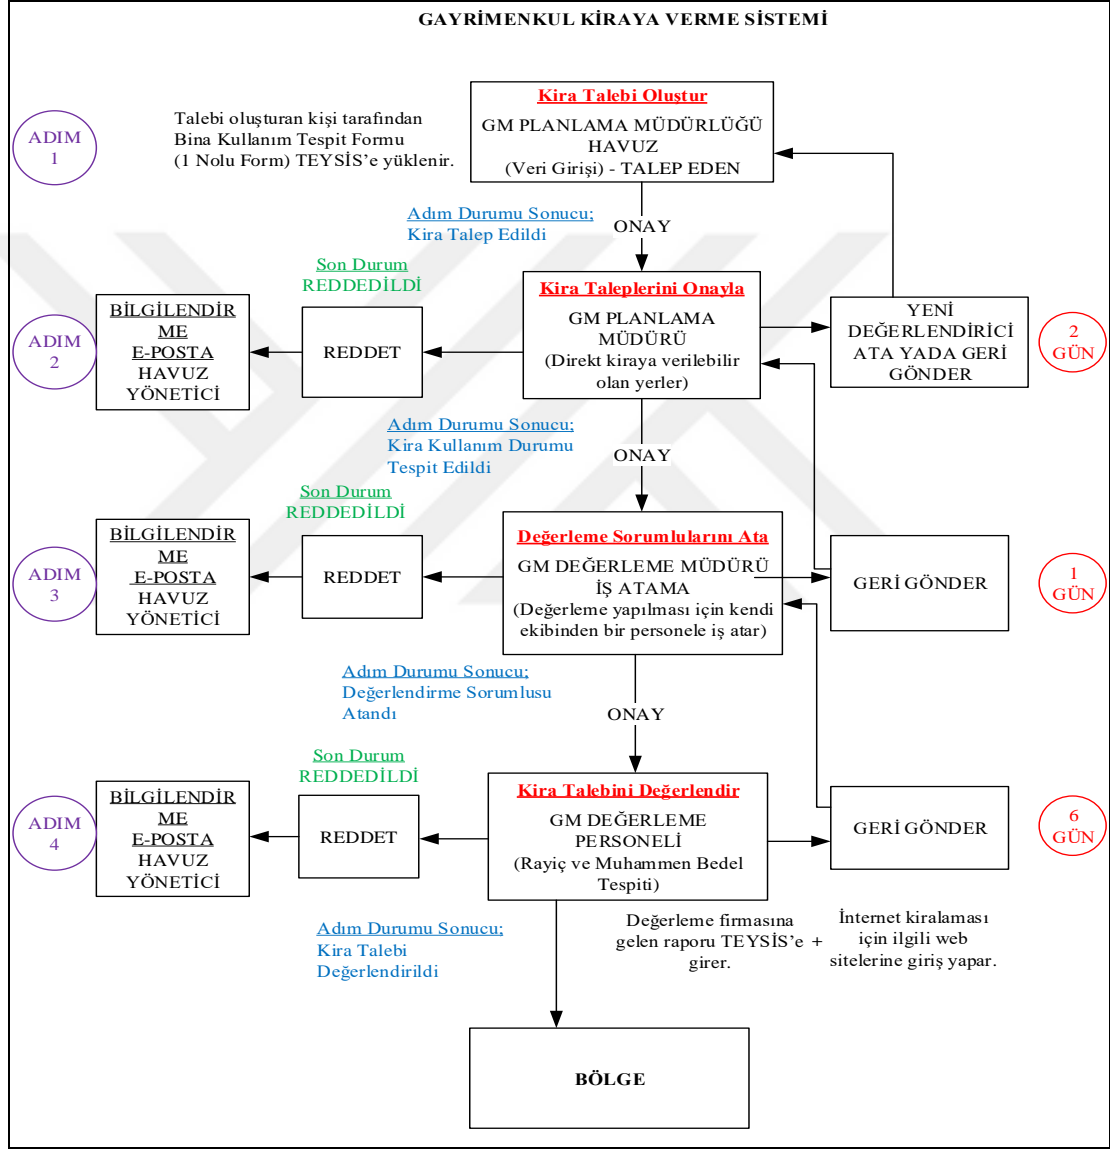 GAYRİMENKUL KİRAYA VERME SİSTEMİ
ADIM
1
Talebi oluşturan kişi tarafından
Bina Kullanım Tespit Formu
(1 Nolu Form) TEYSİS’e yüklenir.
Kira Talebi Oluştur
GM PLANLAMA MÜDÜRLÜĞÜ
HAVUZ
(Veri Girişi) - TALEP EDEN
Adım Durumu Sonucu;
Kira Talep Edildi
ONAY
Son Durum
REDDEDİLDİ
ADIM
2
BİLGİLENDİR
ME
E-POSTA
HAVUZ
YÖNETİCİ
REDDET
Kira Taleplerini Onayla
GM PLANLAMA
MÜDÜRÜ
(Direkt kiraya verilebilir
olan yerler)
YENİ
DEĞERLENDİRİCİ
ATA YADA GERİ
GÖNDER
2
GÜN
Adım Durumu Sonucu;
Kira Kullanım Durumu
Tespit Edildi
ONAY
Son Durum
REDDEDİLDİ
ADIM
3
BİLGİLENDİR
ME
E-POSTA
HAVUZ
YÖNETİCİ
REDDET
Değerleme Sorumlularını Ata
GM DEĞERLEME MÜDÜRÜ
İŞ ATAMA
(Değerleme yapılması için kendi
ekibinden bir personele iş atar)
GERİ GÖNDER
1
GÜN
Adım Durumu Sonucu;
Değerlendirme Sorumlusu
Atandı
ONAY
Son Durum
REDDEDİLDİ
ADIM
4
BİLGİLENDİR
ME
E-POSTA
HAVUZ
YÖNETİCİ
REDDET
Kira Talebini Değerlendir
GM DEĞERLEME
PERSONELİ
(Rayiç ve Muhammen Bedel
Tespiti)
GERİ GÖNDER
6
GÜN
Adım Durumu Sonucu;
Kira Talebi
Değerlendirildi
Değerleme firmasına
gelen raporu TEYSİS’e +
girer.
İnternet kiralaması
için ilgili web
sitelerine giriş yapar.
BÖLGE